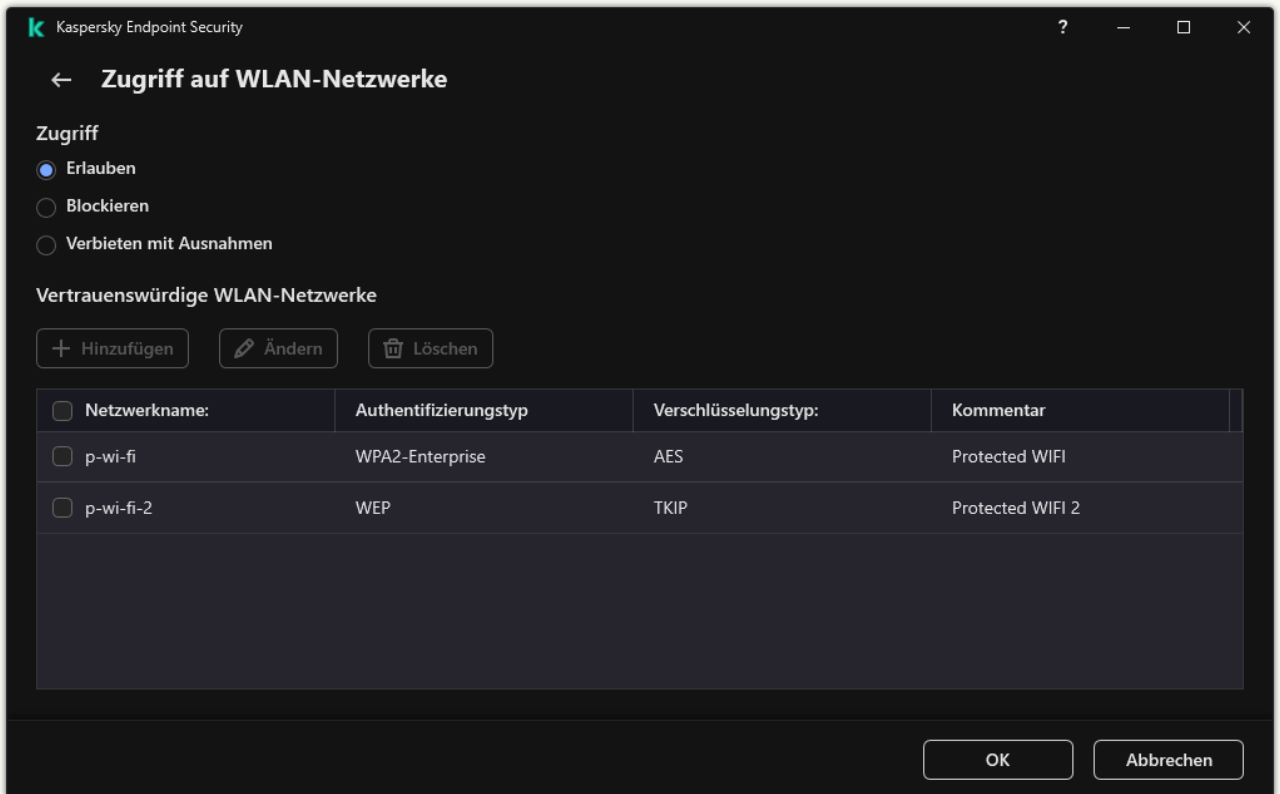 Kaspersky Endpoint Security ?
Zugriff auf WLAN-Netzwerke
Zugriff
Erlauben
Blockieren
Verbieten mit Ausnahmen
Vertrauenswürdige WLAN-Netzwerke
Hinzufügen Ändern Löschen
Netzwerkname: Authentifizierungstyp Verschlüsselungstyp: Kommentar
p-wi-fi WPA2-Enterprise AES Protected WIFI
p-wi-fi-2 WEP TKIP Protected WIFI 2
OK Abbrechen